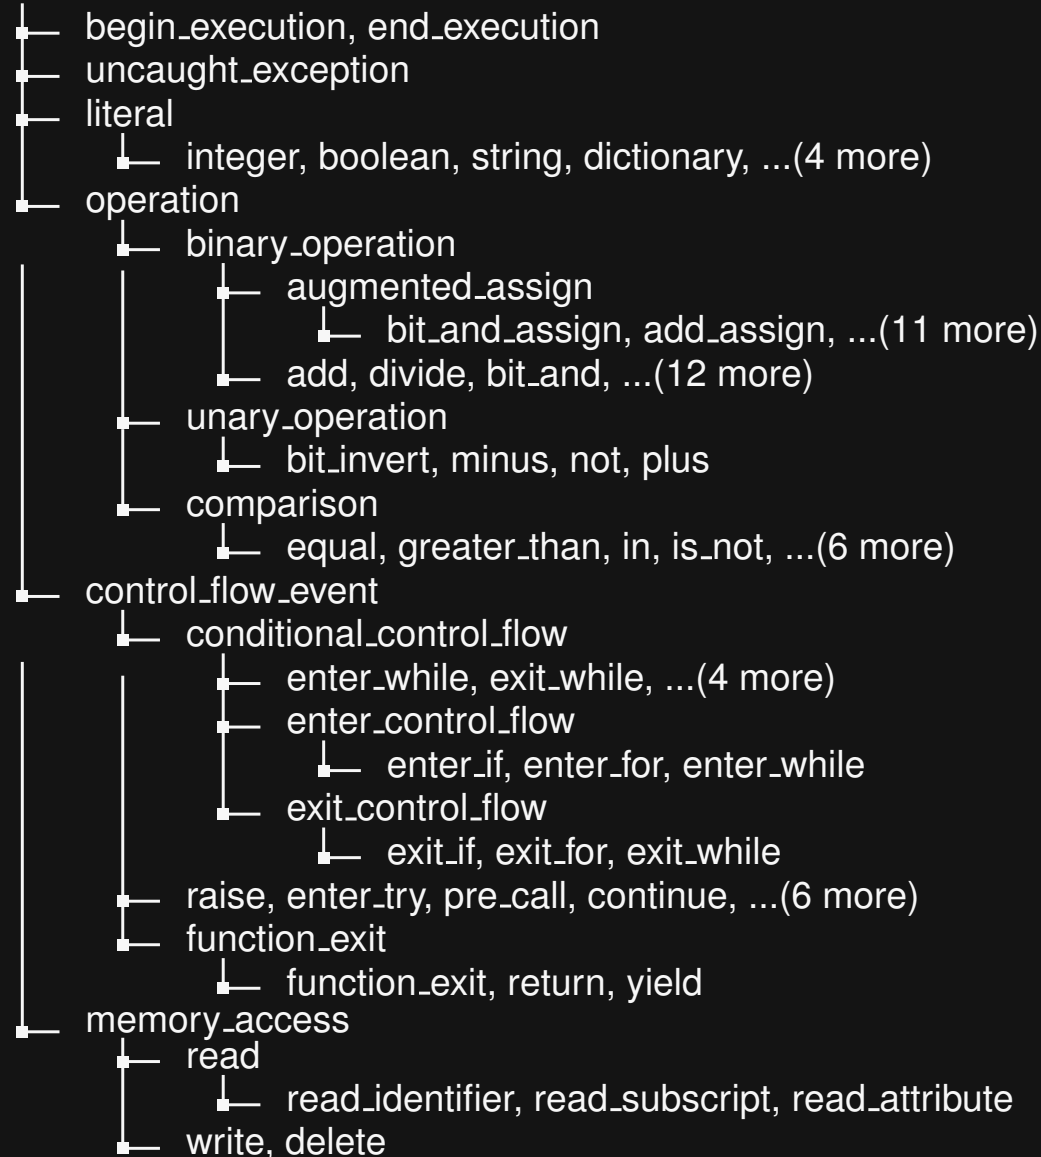 begin_execution, end_execution
uncaught_exception
literal
integer, boolean, string, dictionary, ...(4 more)
operation
binary_operation
augmented_assign
bit_and_assign, add_assign, ...(11 more)
add, divide, bit_and, ...(12 more)
unary_operation
bit_invert, minus, not, plus
comparison
equal, greater_than, in, is_not, ...(6 more)
control_flow_event
conditional_control_flow
enter_while, exit_while, ...(4 more)
enter_control_flow
enter_if, enter_for, enter_while
exit_control_flow
exit_if, exit_for, exit_while
raise, enter_try, pre_call, continue, ...(6 more)
function_exit
function_exit, return, yield
memory_access
read
read_identifier, read_subscript, read_attribute
write, delete